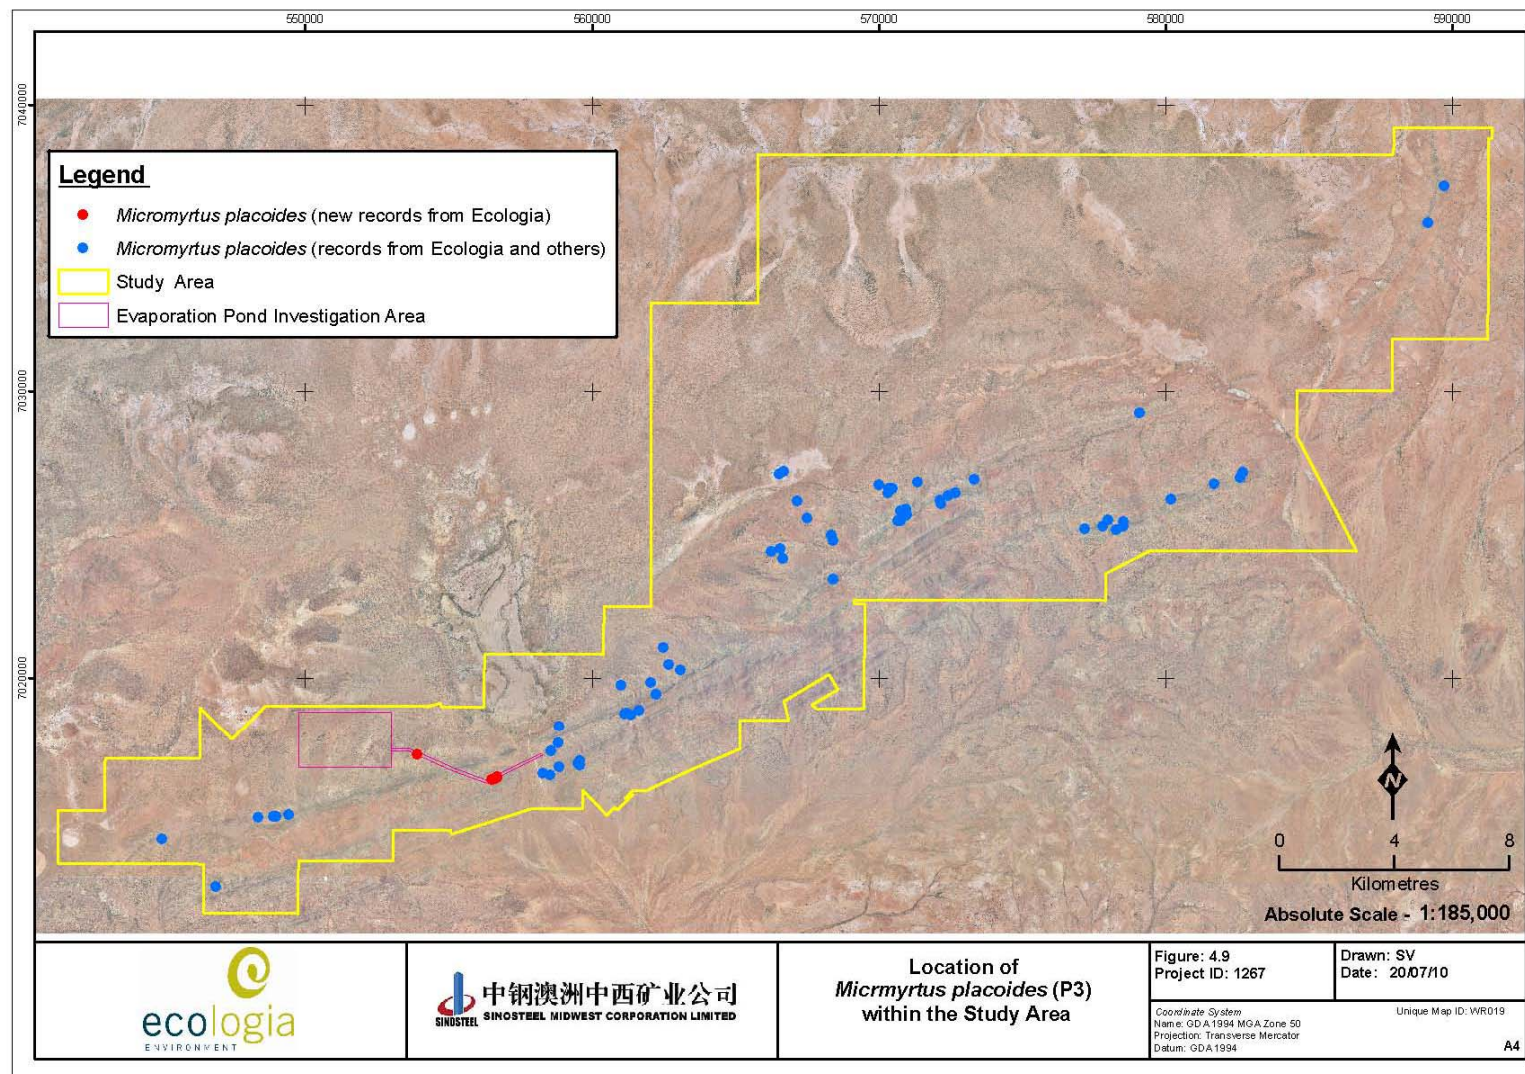 550000
560000
570000
580000
590000
7040000
7030000
7020000
Legend
Micromyrtus placoides (new records from Ecologia)
Micromyrtus placoides (records from Ecologia and others)
Study Area
Evaporation Pond Investigation Area
N
0 4 8
Kilometres
Absolute Scale - 1:185,000
ecologia
ENVIRONMENT
SINOSTEEL
中钢澳洲中西矿业公司
SINOSTEEL MIDWEST CORPORATION LIMITED
Location of
Micrmyrtus placoides (P3)
within the Study Area
Figure: 4.9
Project ID: 1267
Drawn: SV
Date: 20/07/10
Coordinate System
Name: GDA 1994 MGA Zone 50
Projection: Transverse Mercator
Datum: GDA 1994
Unique Map ID: WR019
A4